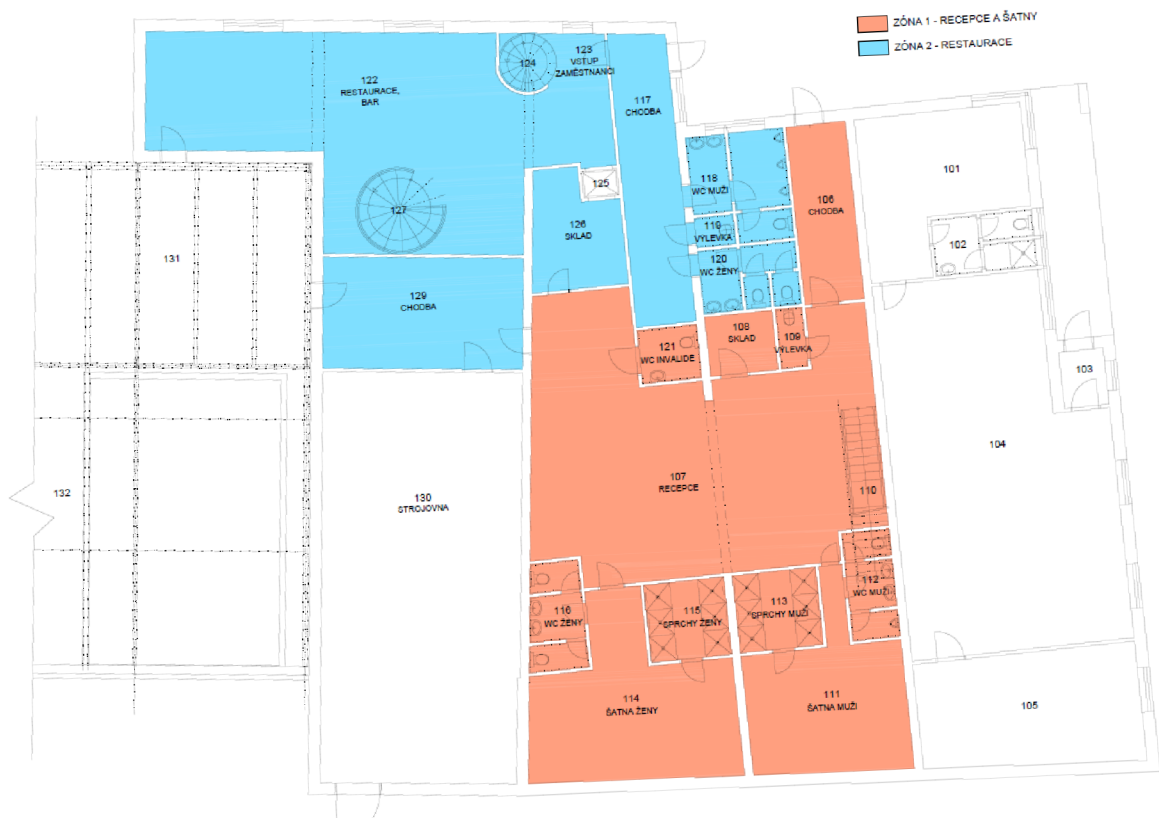 ZÓNA 1 - RECEPCE A ŠATNY
ZÓNA 2 - RESTAURACE
123
VSTUP
ZAMĚSTNANCI
124
122
RESTAURACE,
BAR
117
CHODBA
118
WC MUŽI
101
125
106
CHODBA
127
126
SKLAD
119
VÝLEVKA
102
131
120
WC ŽENY
129
CHODBA
108
SKLAD
109
VÝLEVKA
121
WC INVALIDE
103
104
107
RECEPCE
110
132
130
STROJOVNA
112
WC MUŽI
113
SPRCHY MUŽI
115
SPRCHY ŽENY
116
WC ŽENY
114
ŠATNA ŽENY
111
ŠATNA MUŽI
105